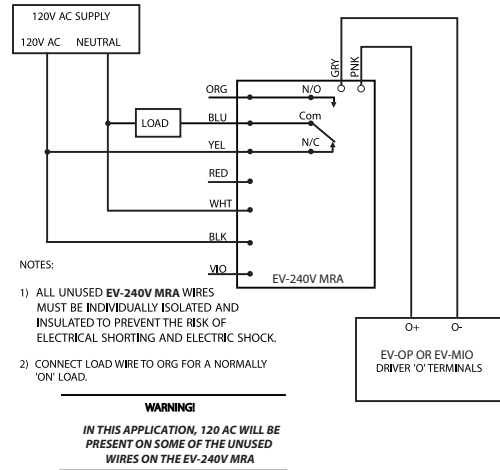 120V AC SUPPLY
120V AC NEUTRAL
GRY
PNK
ORG
N/O
LOAD
BLU
Com
YEL
N/C
RED
WHT
BLK
VIO
EV-240V MRA
NOTES:
1) ALL UNUSED EV-240V MRA WIRES
MUST BE INDIVIDUALLY ISOLATED AND
INSULATED TO PREVENT THE RISK OF
ELECTRICAL SHORTING AND ELECTRIC SHOCK.
2) CONNECT LOAD WIRE TO ORG FOR A NORMALLY
'ON' LOAD.
WARNING!
IN THIS APPLICATION, 120 AC WILL BE
PRESENT ON SOME OF THE UNUSED
WIRES ON THE EV-240V MRA
O+ O-
EV-OP OR EV-MIO
DRIVER 'O' TERMINALS